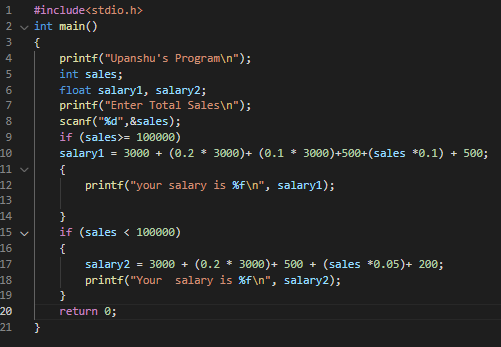 1 #include<stdio.h>
2 int main()
3 {
4 printf("Upanshu's Program\n");
5 int sales;
6 float salary1, salary2;
7 printf("Enter Total Sales\n");
8 scanf("%d",&sales);
9 if (sales>= 100000)
10 salary1 = 3000 + (0.2 * 3000)+ (0.1 * 3000)+500+(sales *0.1) + 500;
11 {
12 printf("your salary is %f\n", salary1);
13
14 }
15 if (sales < 100000)
16 {
17 salary2 = 3000 + (0.2 * 3000)+ 500 + (sales *0.05)+ 200;
18 printf("Your  salary is %f\n", salary2);
19 }
20 return 0;
21 }